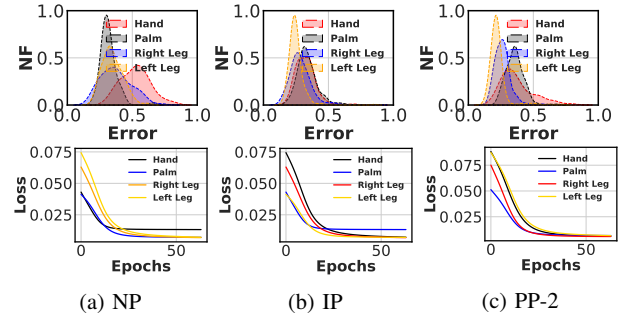 1.0
NF
0.5
0.0
0
0.5
1.0
Error
Hand
Palm
Right Leg
Left Leg
1.0
NF
0.5
0.0
0
0.5
1.0
Error
Hand
Palm
Right Leg
Left Leg
1.0
NF
0.5
0.0
0
0.5
1.0
Error
Hand
Palm
Right Leg
Left Leg
0.075
0.050
0.025
Loss
0
50
Epochs
Hand
Palm
Right Leg
Left Leg
0.075
0.050
0.025
Loss
0
50
Epochs
Hand
Palm
Right Leg
Left Leg
0.075
0.050
0.025
Loss
0
50
Epochs
Hand
Palm
Right Leg
Left Leg
(a) NP
(b) IP
(c) PP-2